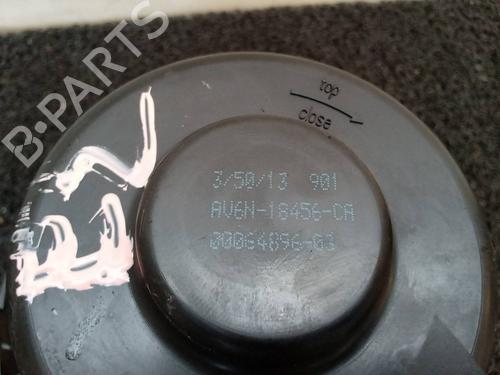 B-PARTS
top
close
3/50/13 901
AV6N-18456-CA
00064896-03